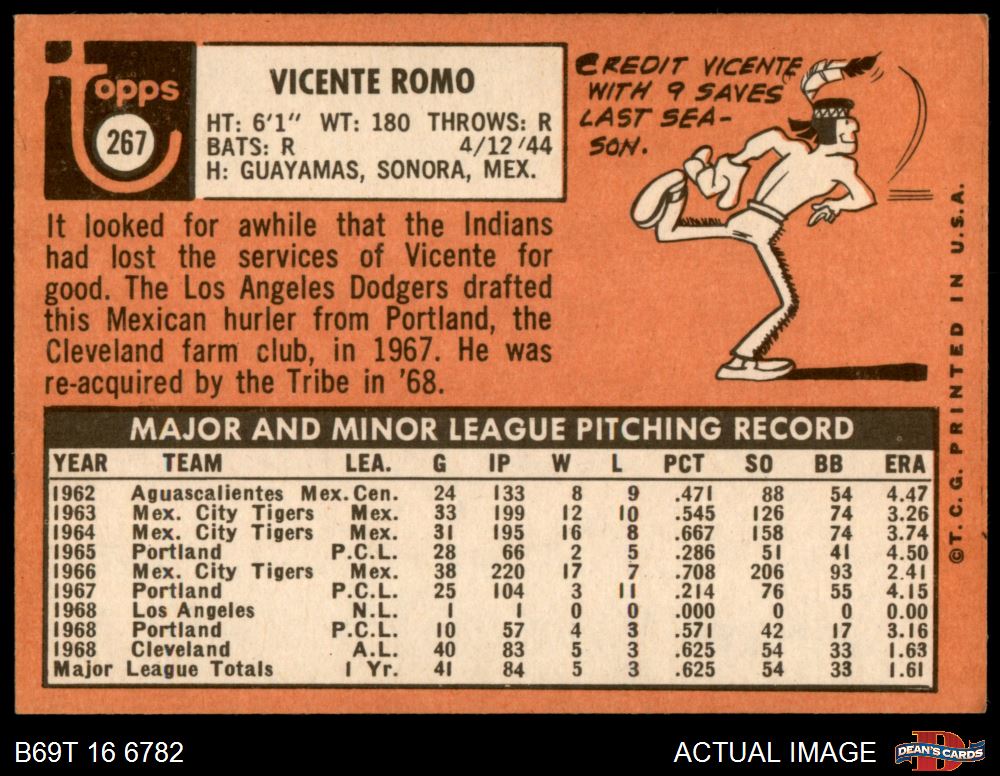 Topps
267
VICENTE ROMO
HT: 6'1" WT: 180 THROWS: R
BATS: R 4/12/44
H: GUAYAMAS, SONORA, MEX.
CREDIT VICENTE
WITH 9 SAVES
LAST SEA-
SON.
It looked for awhile that the Indians
had lost the services of Vicente for
good. The Los Angeles Dodgers drafted
this Mexican hurler from Portland, the
Cleveland farm club, in 1967. He was
re-acquired by the Tribe in '68.
MAJOR AND MINOR LEAGUE PITCHING RECORD
YEAR TEAM LEA. G IP W L PCT SO BB ERA
1962 Aguascalientes Mex. Cen. 24 133 8 9 .471 88 54 4.47
1963 Mex. City Tigers Mex. 33 199 12 10 .545 126 74 3.26
1964 Mex. City Tigers Mex. 31 195 16 8 .667 158 74 3.74
1965 Portland P.C.L. 28 66 2 5 .286 51 41 4.50
1966 Mex. City Tigers Mex. 38 220 17 7 .708 206 93 2.41
1967 Portland P.C.L. 25 104 3 11 .214 76 55 4.15
1968 Los Angeles N.L. 1 1 0 0 .000 0 0 0.00
1968 Portland P.C.L. 10 57 4 3 .571 42 17 3.16
1968 Cleveland A.L. 40 83 5 3 .625 54 33 1.63
Major League Totals 1 Yr. 41 84 5 3 .625 54 33 1.61
©T.C.G. PRINTED IN U.S.A.
B69T 16 6782
ACTUAL IMAGE
DEAN'S CARDS